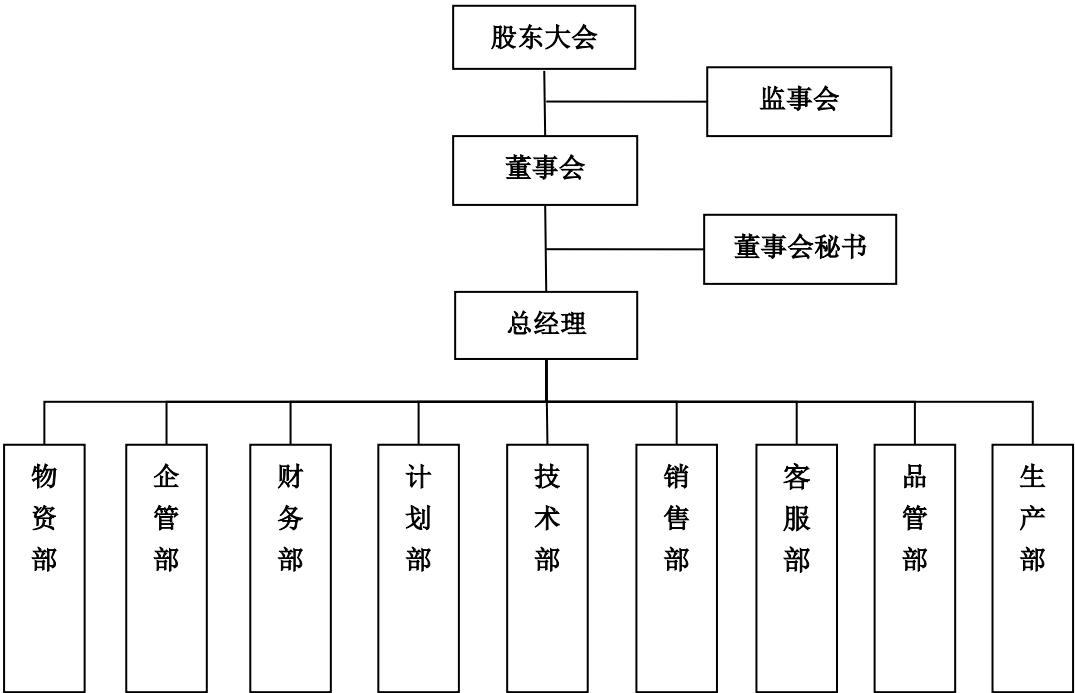 股东大会
监事会
董事会
董事会秘书
总经理
物资部
企管部
财务部
计划部
技术部
销售部
客服部
品管部
生产部